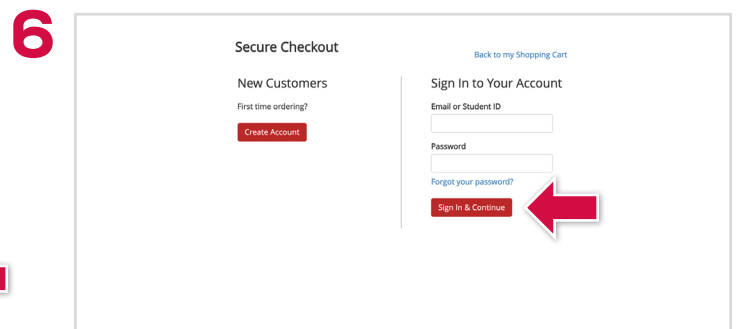 6
Secure Checkout
Back to my Shopping Cart
New Customers
First time ordering?
Create Account
Sign In to Your Account
Email or Student ID
Password
Forgot your password?
Sign In & Continue